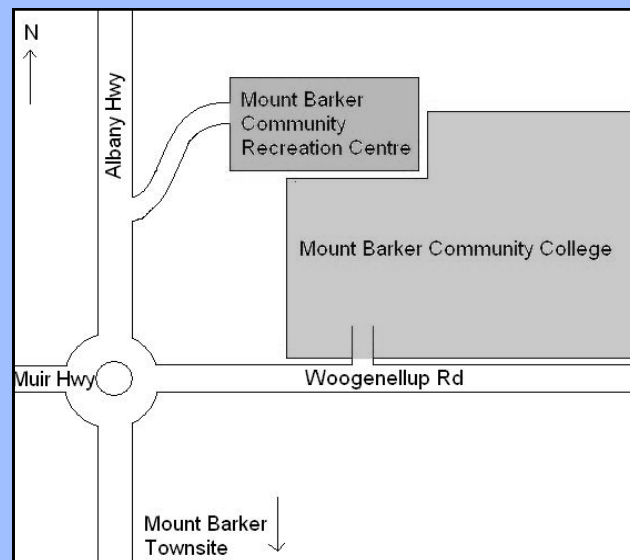 N
Albany Hwy
Mount Barker
Community
Recreation Centre
Mount Barker Community College
Muir Hwy
Woogenellup Rd
Mount Barker
Townsite